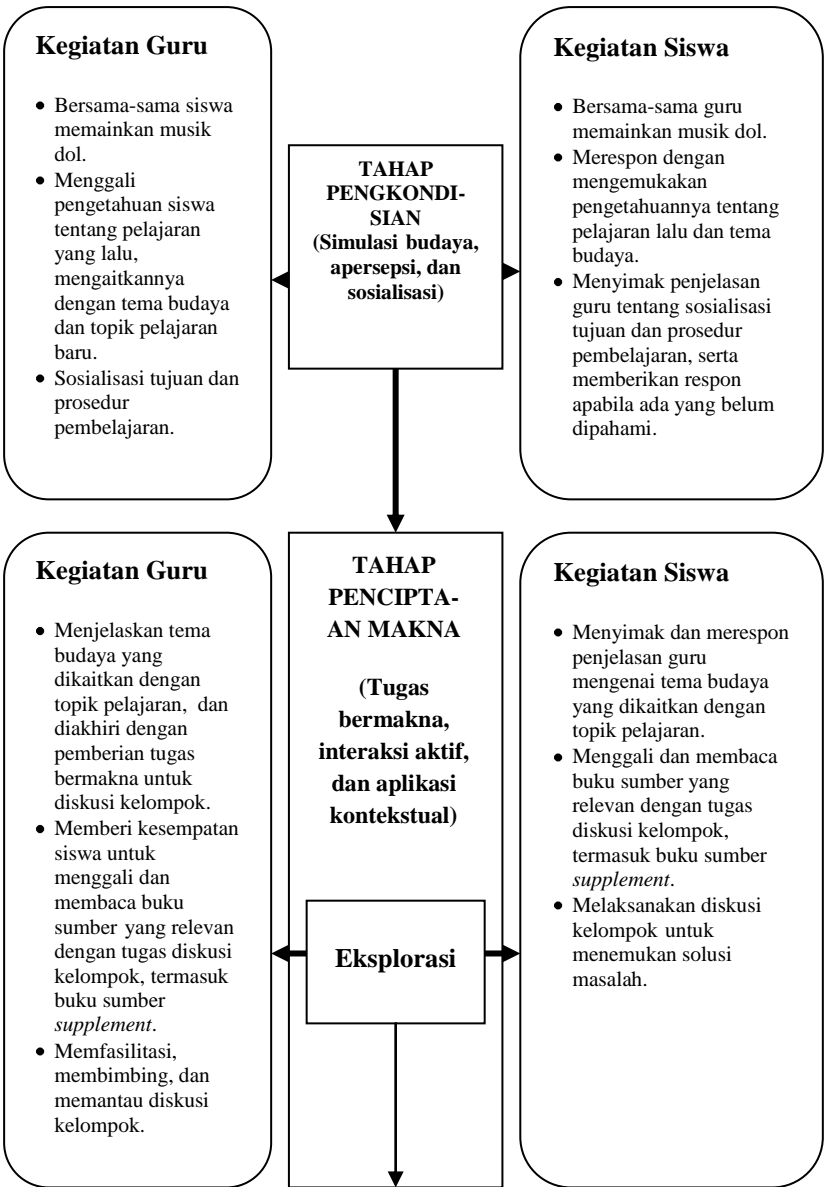 Kegiatan Guru
• Bersama-sama siswa
memainkan musik
dol.
• Menggali
pengetahuan siswa
tentang pelajaran
yang lalu,
mengaitkannya
dengan tema budaya
dan topik pelajaran
baru.
• Sosialisasi tujuan dan
prosedur
pembelajaran.
TAHAP
PENGKONDI-
SIAN
(Simulasi budaya,
apersepsi, dan
sosialisasi)
Kegiatan Siswa
• Bersama-sama guru
memainkan musik dol.
• Merespon dengan
mengemukakan
pengetahuannya tentang
pelajaran lalu dan tema
budaya.
• Menyimak penjelasan
guru tentang sosialisasi
tujuan dan prosedur
pembelajaran, serta
memberikan respon
apabila ada yang belum
dipahami.
Kegiatan Guru
• Menjelaskan tema
budaya yang
dikaitkan dengan
topik pelajaran, dan
diakhiri dengan
pemberian tugas
bermakna untuk
diskusi kelompok.
• Memberi kesempatan
siswa untuk
menggali dan
membaca buku
sumber yang relevan
dengan tugas diskusi
kelompok, termasuk
buku sumber
supplement.
• Memfasilitasi,
membimbing, dan
memantau diskusi
kelompok.
TAHAP
PENCIPTA-
AN MAKNA
(Tugas
bermakna,
interaksi aktif,
dan aplikasi
kontekstual)
Eksplorasi
Kegiatan Siswa
• Menyimak dan merespon
penjelasan guru
mengenai tema budaya
yang dikaitkan dengan
topik pelajaran.
• Menggali dan membaca
buku sumber yang
relevan dengan tugas
diskusi kelompok,
termasuk buku sumber
supplement.
• Melaksanakan diskusi
kelompok untuk
menemukan solusi
masalah.